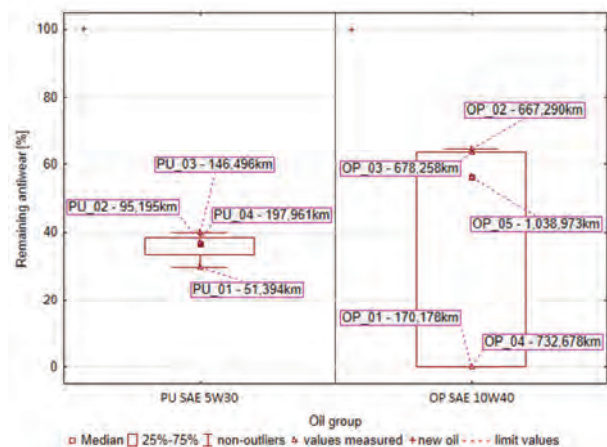 Remaining antiwear [%]
100
80
60
40
20
0
PU_03 - 146,496km
PU_02 - 95,195km
PU_04 - 197,961km
PU_01 - 51,394km
OP_02 - 667,290km
OP_03 - 678,258km
OP_05 - 1,038,973km
OP_01 - 170,178km
OP_04 - 732,678km
PU SAE 5W30
OP SAE 10W40
Oil group
Median 25%-75% non-outliers values measured new oil limit values